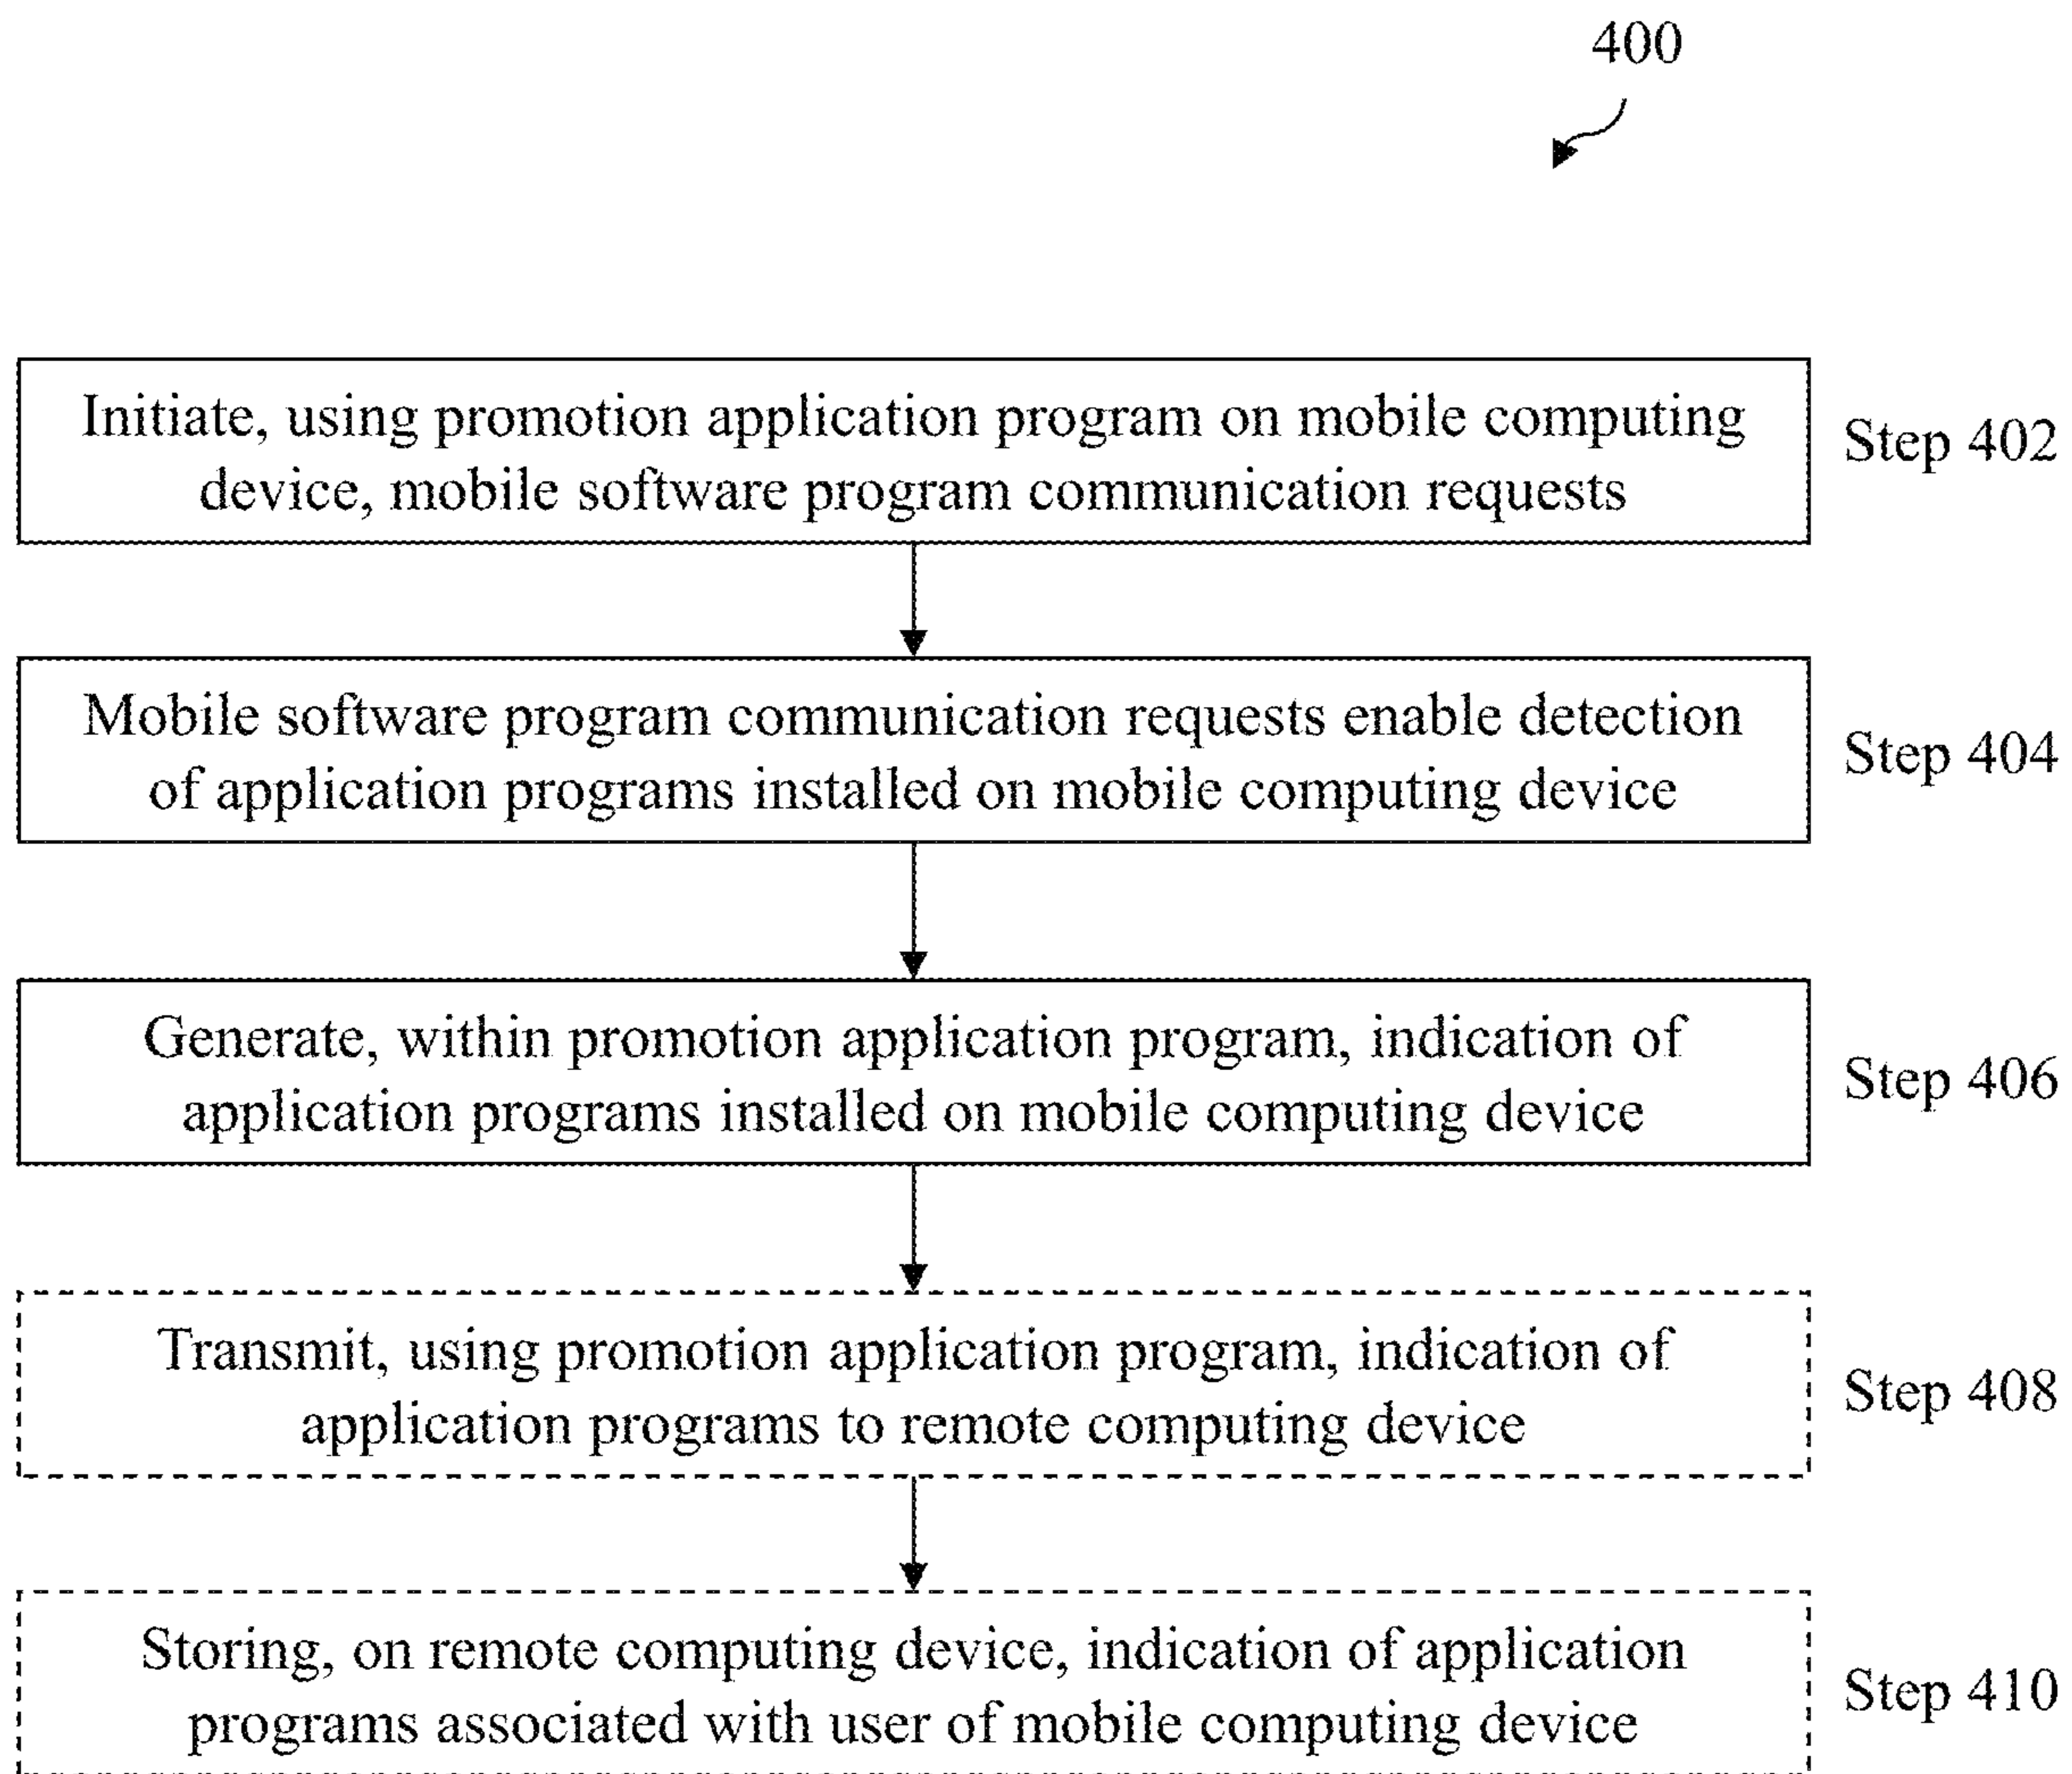 400
Initiate, using promotion application program on mobile computing
device, mobile software program communication requests
Step 402
Mobile software program communication requests enable detection
of application programs installed on mobile computing device
Step 404
Generate, within promotion application program, indication of
application programs installed on mobile computing device
Step 406
Transmit, using promotion application program, indication of
application programs to remote computing device
Step 408
Storing, on remote computing device, indication of application
programs associated with user of mobile computing device
Step 410